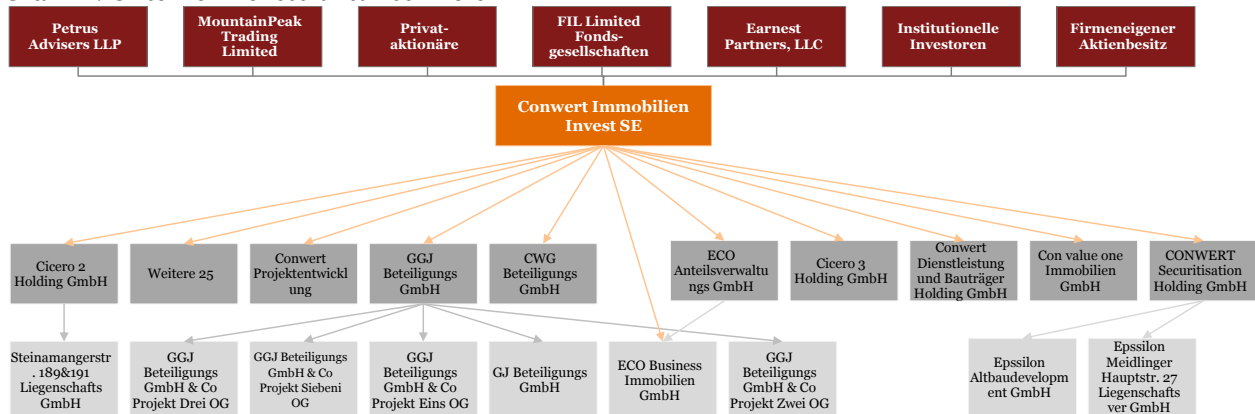 Petrus
Advisers LLP
MountainPeak
Trading
Limited
Privat-
aktionäre
FIL Limited
Fonds-
gesellschaften
Earnest
Partners, LLC
Institutionelle
Investoren
Firmeneigener
Aktienbesitz
Conwert Immobilien
Invest SE
Cicero 2
Holding GmbH
Weitere 25
Conwert
Projektentwickl
ung
GGJ
Beteiligungs
GmbH
CWG
Beteiligungs
GmbH
ECO
Anteilsverwaltu
ngs GmbH
Cicero 3
Holding GmbH
Conwert
Dienstleistung
und Bauträger
Holding GmbH
Con value one
Immobilien
GmbH
CONWERT
Securitisation
Holding GmbH
Steinamangerstr
. 189&191
Liegenschafts
GmbH
GGJ
Beteiligungs
GmbH & Co
Projekt Drei OG
GGJ Beteiligungs
GmbH & Co
Projekt Siebeni
OG
GGJ
Beteiligungs
GmbH & Co
Projekt Eins OG
GJ Beteiligungs
GmbH
ECO Business
Immobilien
GmbH
GGJ
Beteiligungs
GmbH & Co
Projekt Zwei OG
Epssilon
Altbaudevelopm
ent GmbH
Epssilon
Meidlinger
Hauptstr. 27
Liegenschafts
ver GmbH